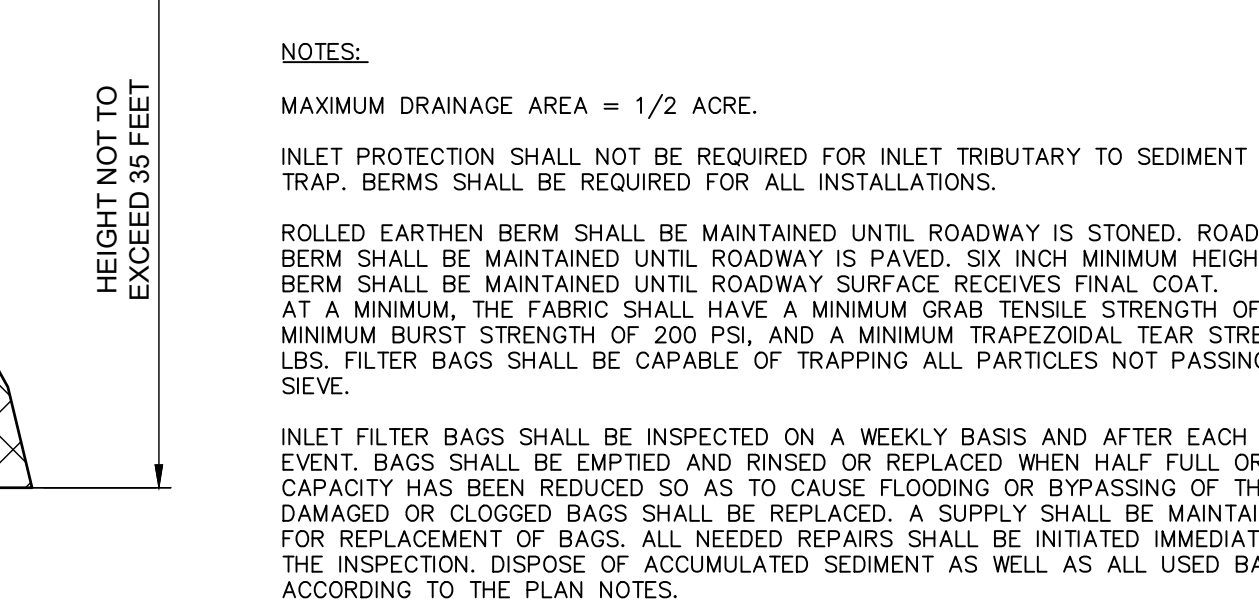 HEIGHT NOT TO
EXCEED 35 FEET
NOTES:
MAXIMUM DRAINAGE AREA = 1/2 ACRE.
INLET PROTECTION SHALL NOT BE REQUIRED FOR INLET TRIBUTARY TO SEDIMENT
TRAP. BERMS SHALL BE REQUIRED FOR ALL INSTALLATIONS.
ROLLED EARTHEN BERM SHALL BE MAINTAINED UNTIL ROADWAY IS STONED. ROAD
BERM SHALL BE MAINTAINED UNTIL ROADWAY IS PAVED. SIX INCH MINIMUM HEIGH
BERM SHALL BE MAINTAINED UNTIL ROADWAY SURFACE RECEIVES FINAL COAT.
AT A MINIMUM, THE FABRIC SHALL HAVE A MINIMUM GRAB TENSILE STRENGTH OF
MINIMUM BURST STRENGTH OF 200 PSI, AND A MINIMUM TRAPEZOIDAL TEAR STRE
LBS. FILTER BAGS SHALL BE CAPABLE OF TRAPPING ALL PARTICLES NOT PASSING
SIEVE.
INLET FILTER BAGS SHALL BE INSPECTED ON A WEEKLY BASIS AND AFTER EACH
EVENT. BAGS SHALL BE EMPTIED AND RINSED OR REPLACED WHEN HALF FULL OR
CAPACITY HAS BEEN REDUCED SO AS TO CAUSE FLOODING OR BYPASSING OF TH
DAMAGED OR CLOGGED BAGS SHALL BE REPLACED. A SUPPLY SHALL BE MAINTAI
FOR REPLACEMENT OF BAGS. ALL NEEDED REPAIRS SHALL BE INITIATED IMMEDIAT
THE INSPECTION. DISPOSE OF ACCUMULATED SEDIMENT AS WELL AS ALL USED BA
ACCORDING TO THE PLAN NOTES.